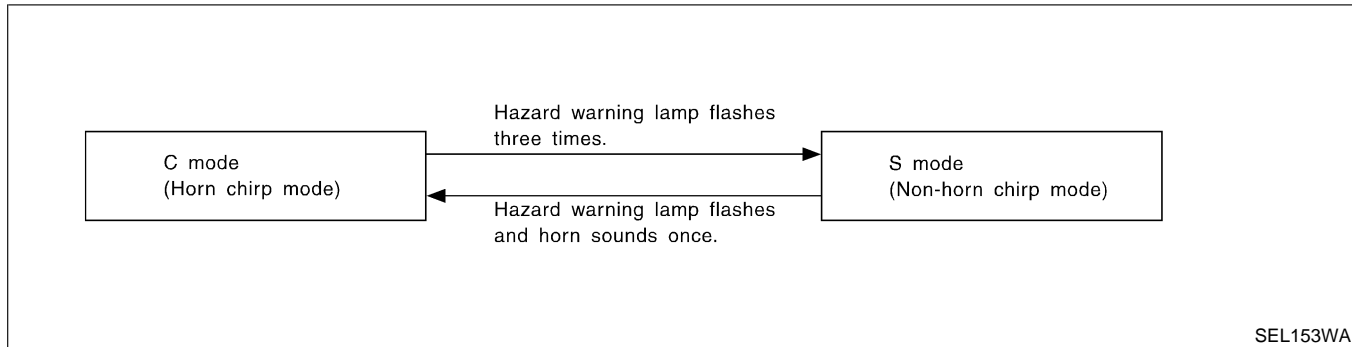 Hazard warning lamp flashes
three times.
C mode
(Horn chirp mode)
S mode
(Non-horn chirp mode)
Hazard warning lamp flashes
and horn sounds once.
SEL153WA